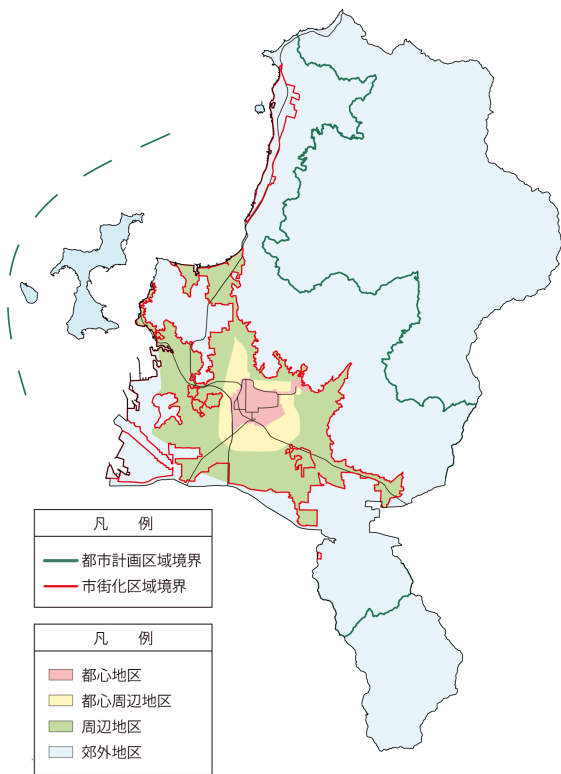 凡 例
都市計画区域境界
市街化区域境界
凡 例
都心地区
都心周辺地区
周辺地区
郊外地区